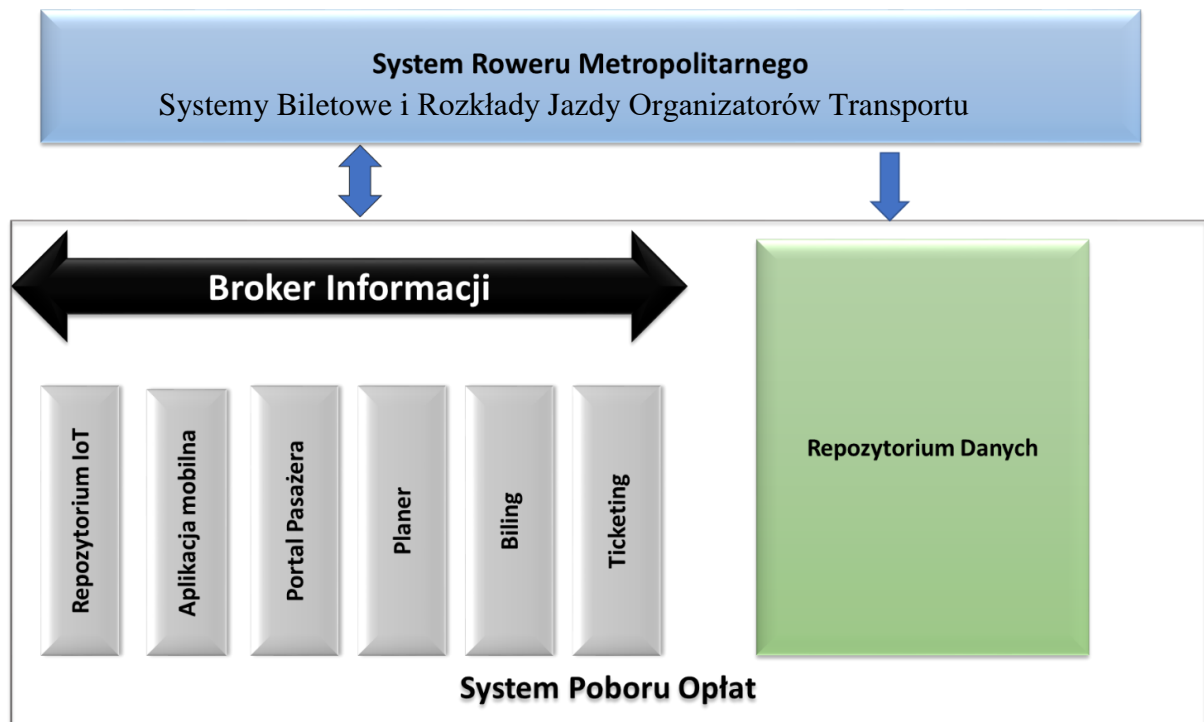 System Roweru Metropolitarnego
Systemy Biletowe i Rozkłady Jazdy Organizatorów Transportu
Broker Informacji
Repozytorium IoT
Aplikacja mobilna
Portal Pasażera
Planer
Biling
Ticketing
Repozytorium Danych
System Poboru Opłat